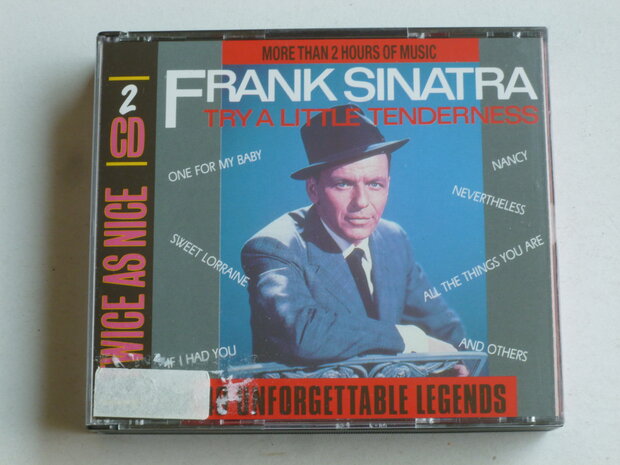 MORE THAN 2 HOURS OF MUSIC
FRANK SINATRA
TRY A LITTLE TENDERNESS
2
CD
WICE AS NICE
ONE FOR MY BABY
SWEET LORRAINE
IF I HAD YOU
NANCY
NEVERTHELESS
ALL THE THINGS YOU ARE
AND OTHERS
UNFORGETTABLE LEGENDS